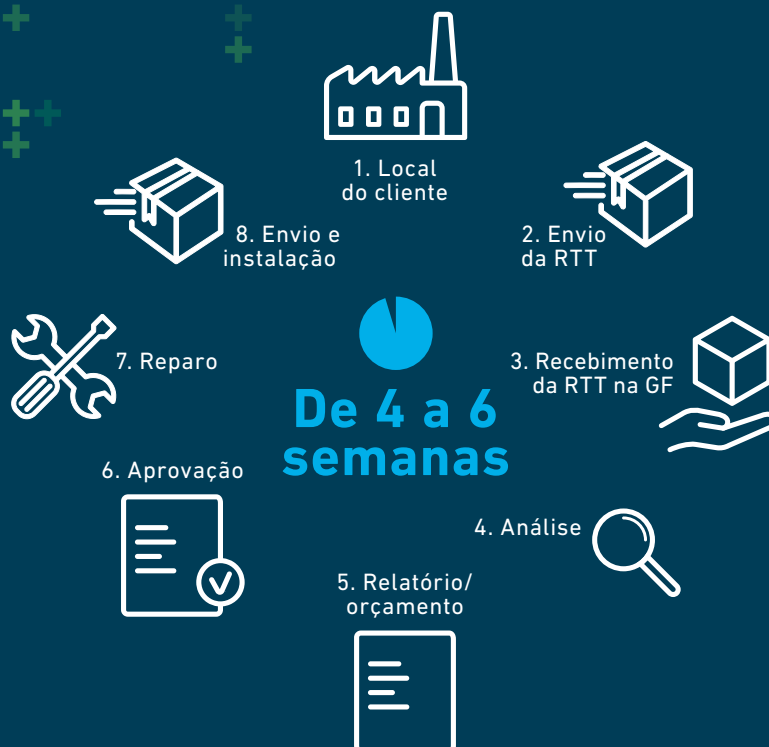 1. Local
do cliente
2. Envio
da RTT
3. Recebimento
da RTT na GF
4. Análise
5. Relatório/
orçamento
6. Aprovação
7. Reparo
8. Envio e
instalação
De 4 a 6
semanas